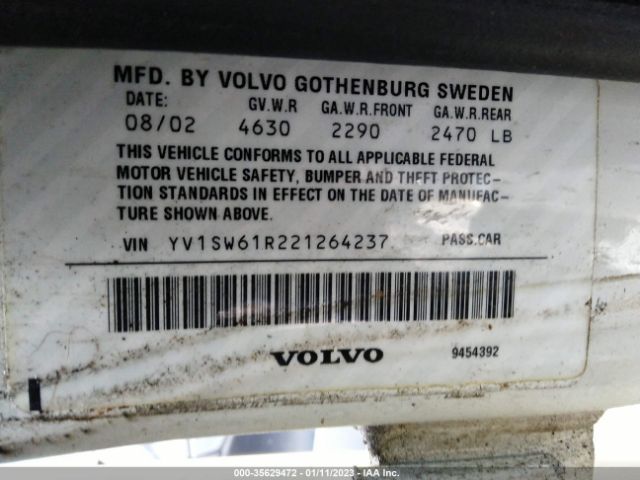 MFD. BY VOLVO GOTHENBURG SWEDEN
DATE: GV.W.R GA.W.R.FRONT GA.W.R.REAR
08/02 4630 2290 2470 LB
THIS VEHICLE CONFORMS TO ALL APPLICABLE FEDERAL
MOTOR VEHICLE SAFETY, BUMPER AND THEFT PROTEC-
TION STANDARDS IN EFFECT ON THE DATE OF MANUFAC-
TURE SHOWN ABOVE.
VIN YV1SW61R221264237 PASS.CAR
VOLVO 9454392
000-35629472 - 01/11/2023 - IAA Inc.